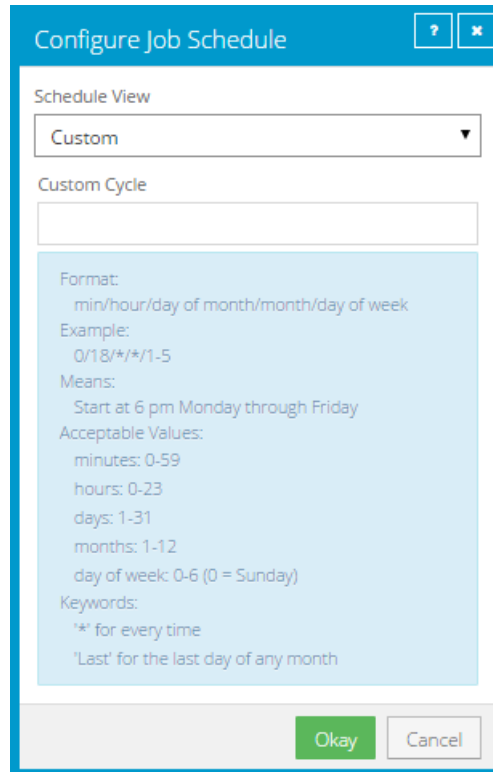 Configure Job Schedule
?
×
Schedule View
Custom
Custom Cycle
Format:
min/hour/day of month/month/day of week
Example:
0/18/*/*/1-5
Means:
Start at 6 pm Monday through Friday
Acceptable Values:
minutes: 0-59
hours: 0-23
days: 1-31
months: 1-12
day of week: 0-6 (0 = Sunday)
Keywords:
'*' for every time
'Last' for the last day of any month
Okay
Cancel